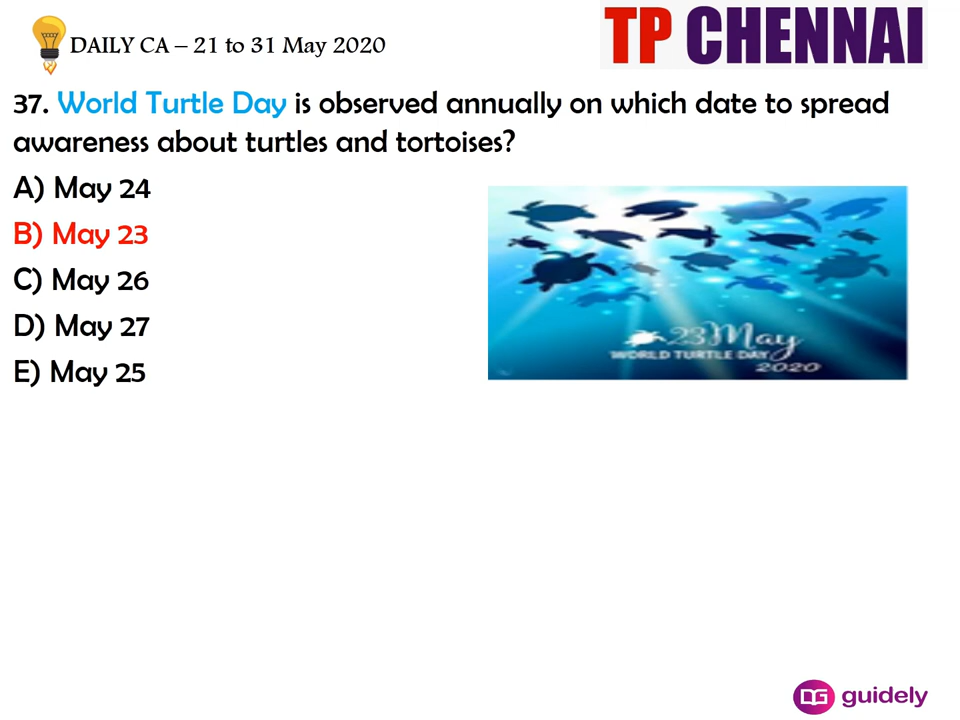 DAILY CA – 21 to 31 May 2020
TP CHENNAI
37. World Turtle Day is observed annually on which date to spread
awareness about turtles and tortoises?
A) May 24
B) May 23
C) May 26
D) May 27
E) May 25
23 May
WORLD TURTLE DAY
2020
guidely